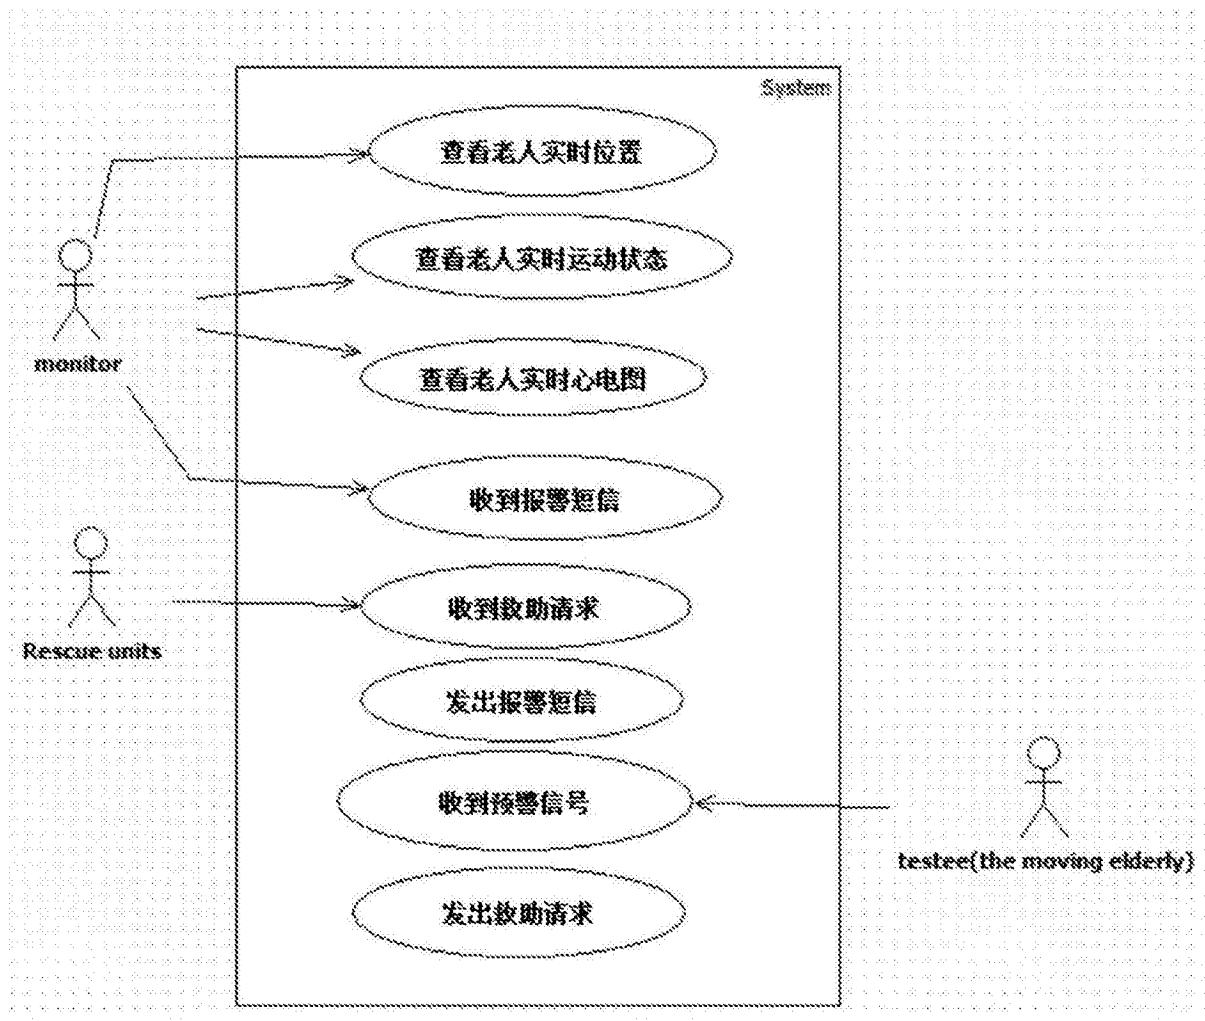 System
查看老人实时位置
查看老人实时运动状态
monitor
查看老人实时心电图
收到报警短信
收到救助请求
Rescue units
发出报警短信
收到预警信号
testee(the moving elderly)
发出救助请求